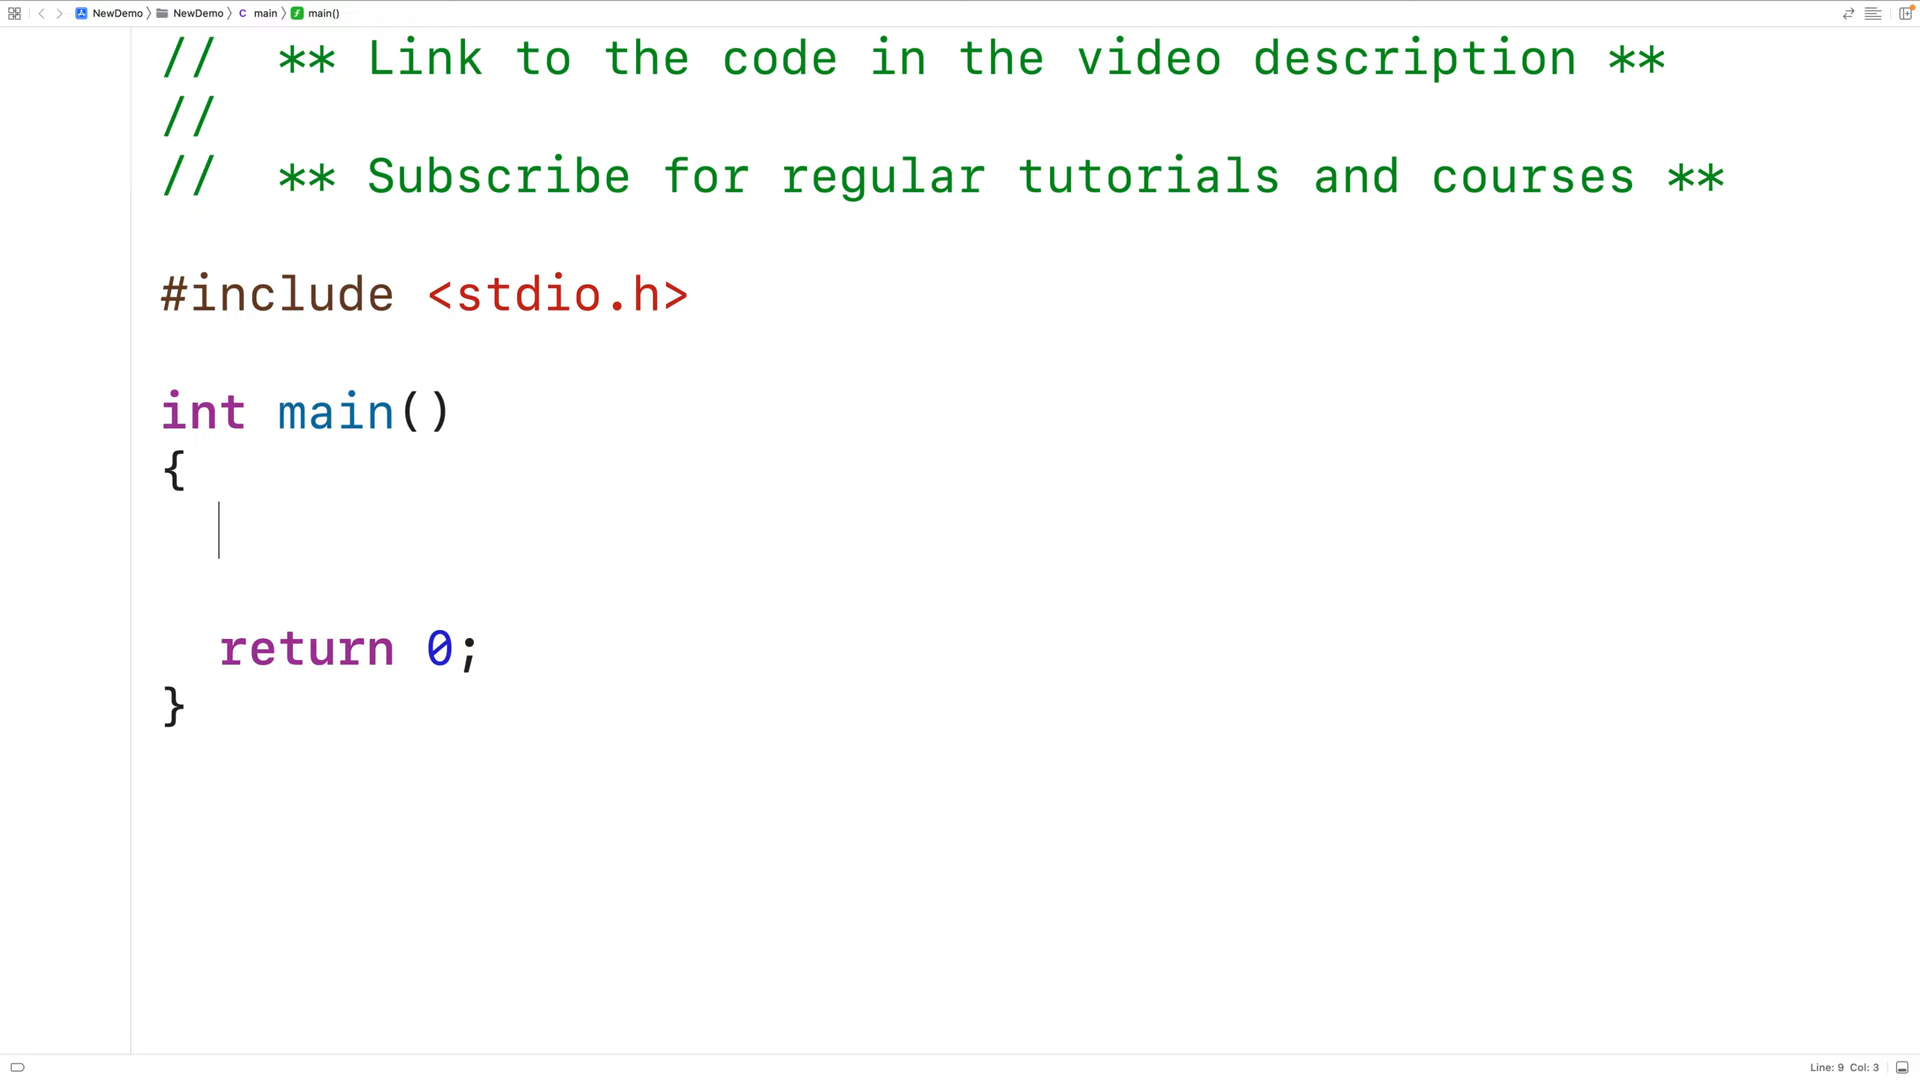 NewDemo 〉 NewDemo 〉 C main 〉 f main()
// ** Link to the code in the video description **
//
// ** Subscribe for regular tutorials and courses **
#include <stdio.h>
int main()
{
return 0;
}
Line: 9 Col: 3